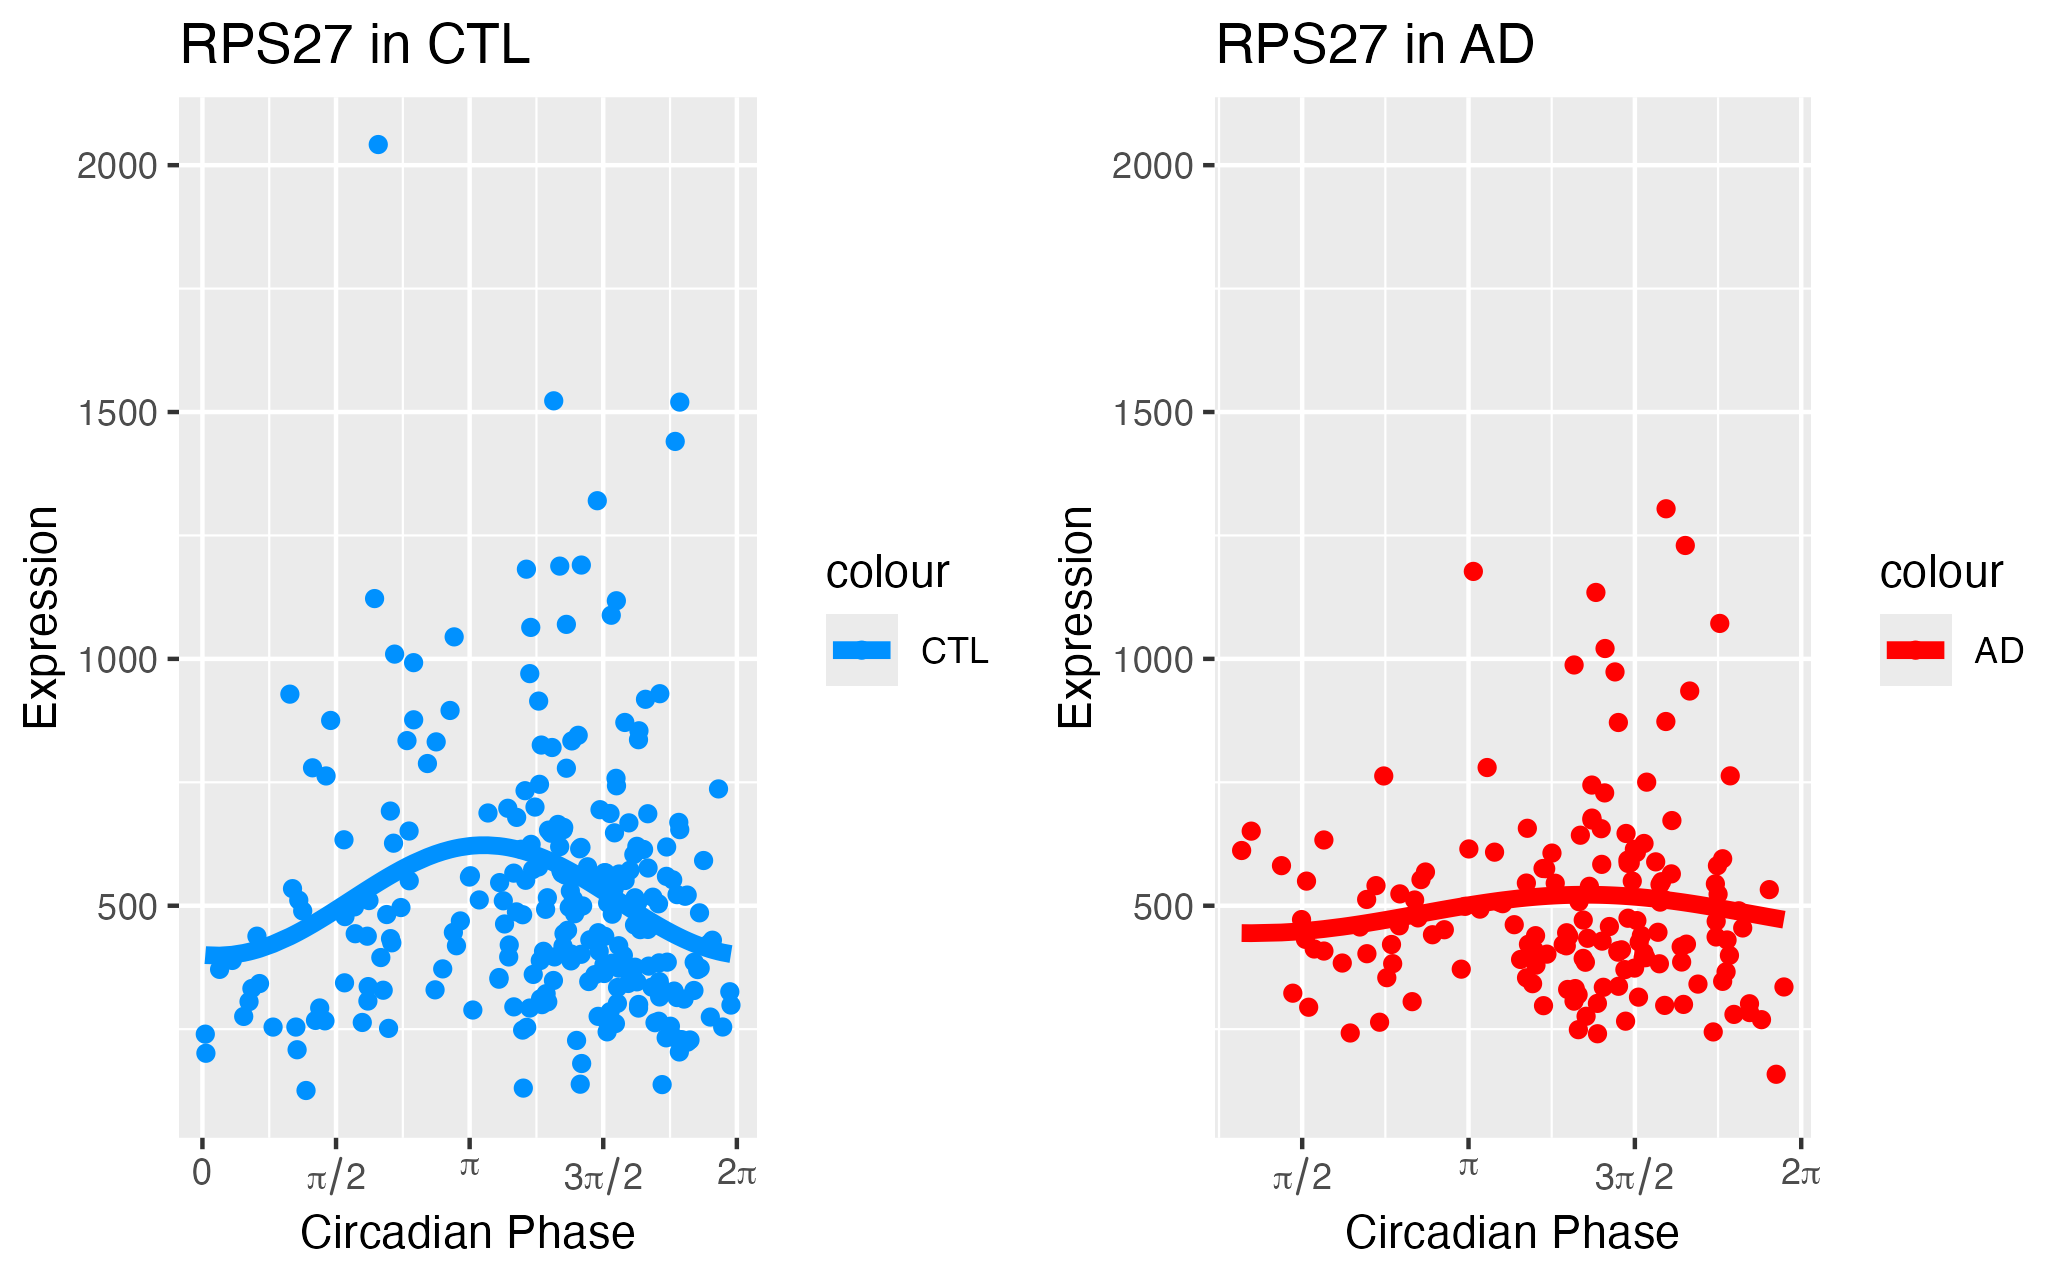 RPS27 in CTL
2000
1500
1000
500
Expression
0
π/2
π
3π/2
2π
Circadian Phase
colour
CTL
RPS27 in AD
2000
1500
1000
500
Expression
π/2
π
3π/2
2π
Circadian Phase
colour
AD